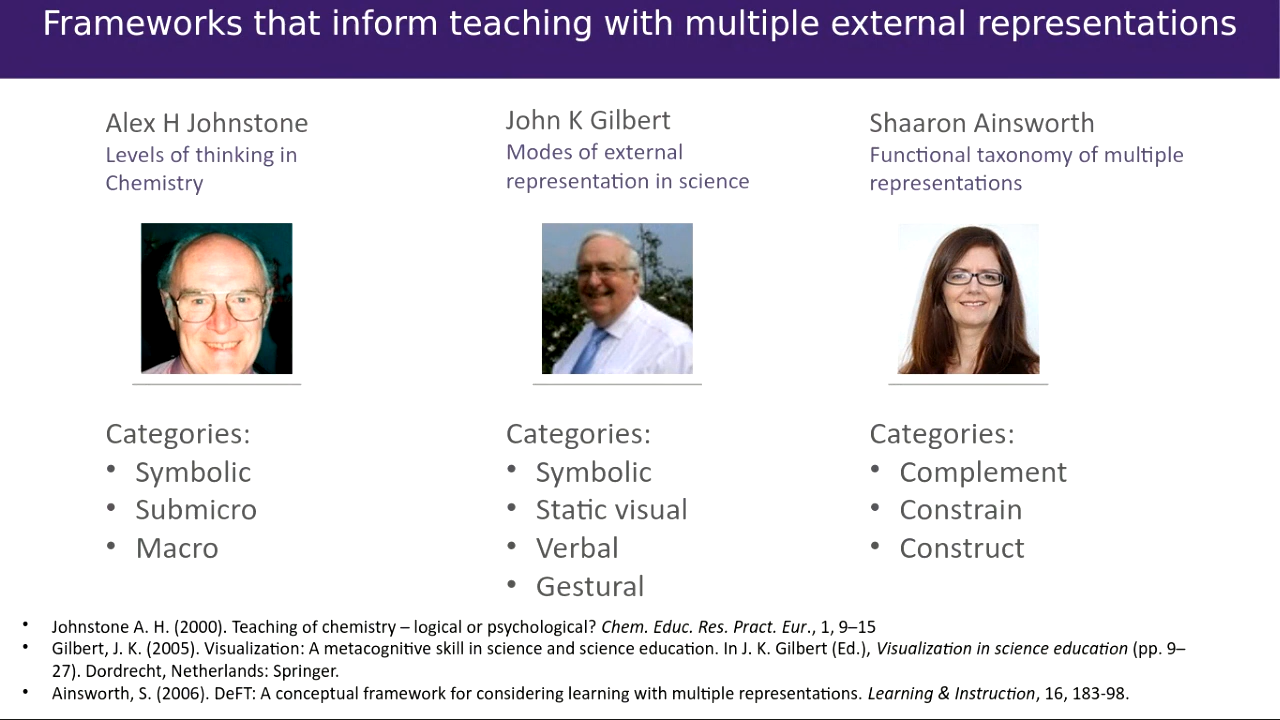 Frameworks that inform teaching with multiple external representations
Alex H Johnstone
Levels of thinking in
Chemistry
John K Gilbert
Modes of external
representation in science
Shaaron Ainsworth
Functional taxonomy of multiple
representations
Categories:
• Symbolic
• Submicro
• Macro
Categories:
• Symbolic
• Static visual
• Verbal
• Gestural
Categories:
• Complement
• Constrain
• Construct
• Johnstone A. H. (2000). Teaching of chemistry – logical or psychological? Chem. Educ. Res. Pract. Eur., 1, 9–15
• Gilbert, J. K. (2005). Visualization: A metacognitive skill in science and science education. In J. K. Gilbert (Ed.), Visualization in science education (pp. 9–
27). Dordrecht, Netherlands: Springer.
• Ainsworth, S. (2006). DeFT: A conceptual framework for considering learning with multiple representations. Learning & Instruction, 16, 183-98.